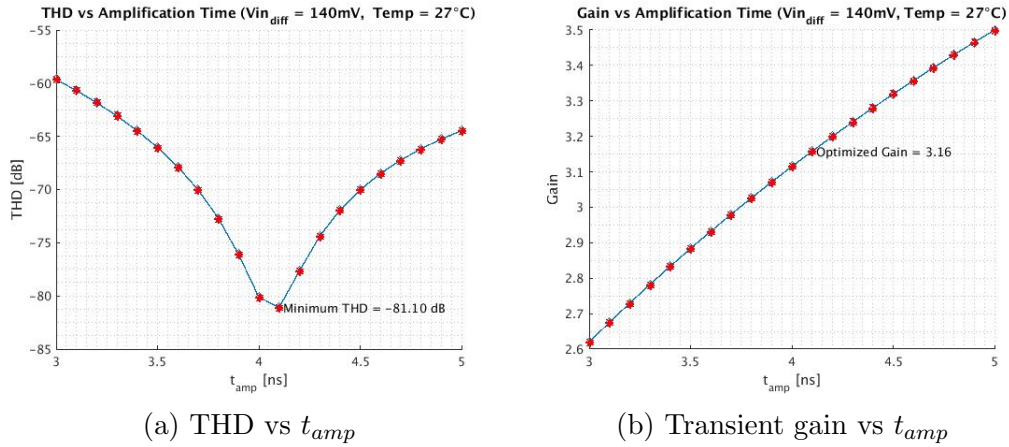 THD vs Amplification Time (Vin_diff = 140mV, Temp = 27°C)
−55
−60
−65
−70
−75
−80
−85
THD [dB]
Minimum THD = −81.10 dB
3
3.5
4
4.5
5
t_amp [ns]
(a) THD vs t_amp
Gain vs Amplification Time (Vin_diff = 140mV, Temp = 27°C)
3.5
3.4
3.3
3.2
3.1
3
2.9
2.8
2.7
2.6
Gain
Optimized Gain = 3.16
3
3.5
4
4.5
5
t_amp [ns]
(b) Transient gain vs t_amp